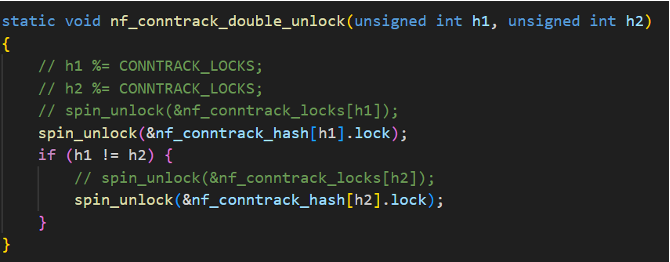 static void nf_conntrack_double_unlock(unsigned int h1, unsigned int h2)
{
    // h1 %= CONNTRACK_LOCKS;
    // h2 %= CONNTRACK_LOCKS;
    // spin_unlock(&nf_conntrack_locks[h1]);
    spin_unlock(&nf_conntrack_hash[h1].lock);
    if (h1 != h2) {
        // spin_unlock(&nf_conntrack_locks[h2]);
        spin_unlock(&nf_conntrack_hash[h2].lock);
    }
}